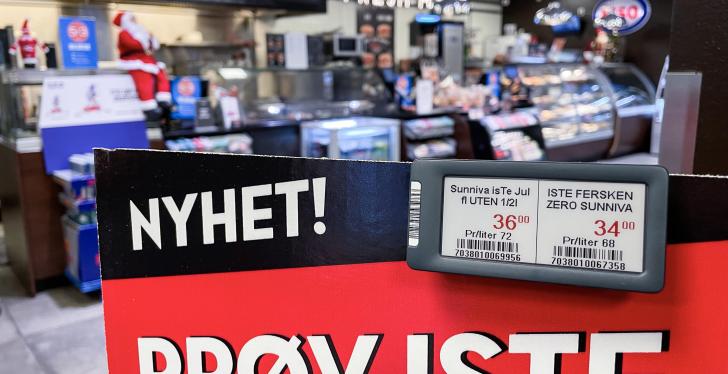 NYHET!
Sunniva isTe Jul
fl UTEN 1/2l
36⁰⁰
Pr/liter 72
7038010069956
ISTE FERSKEN
ZERO SUNNIVA
34⁰⁰
Pr/liter 68
7038010067358
PRØV ISTE